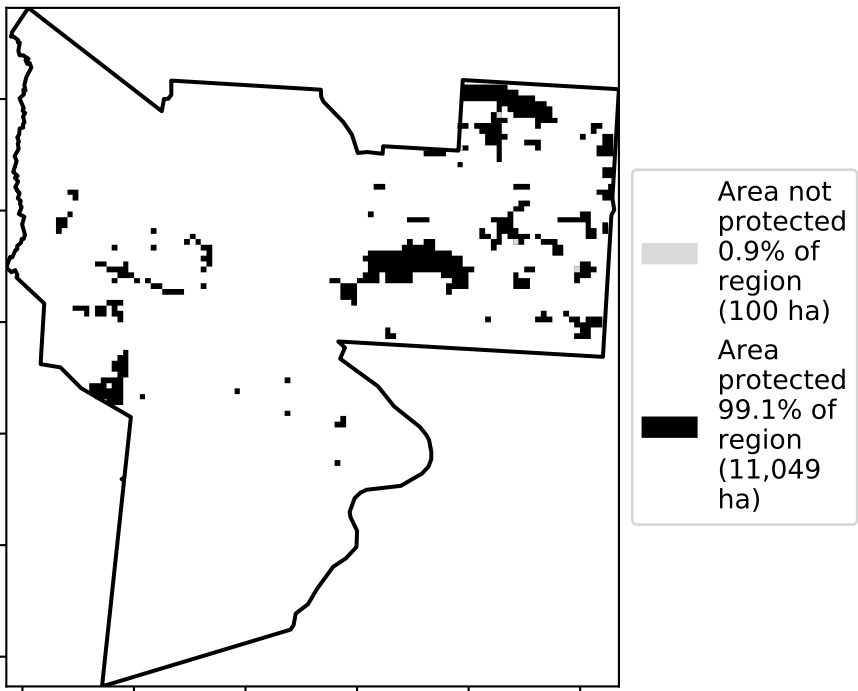 Area not
protected
0.9% of
region
(100 ha)
Area
protected
99.1% of
region
(11,049
ha)